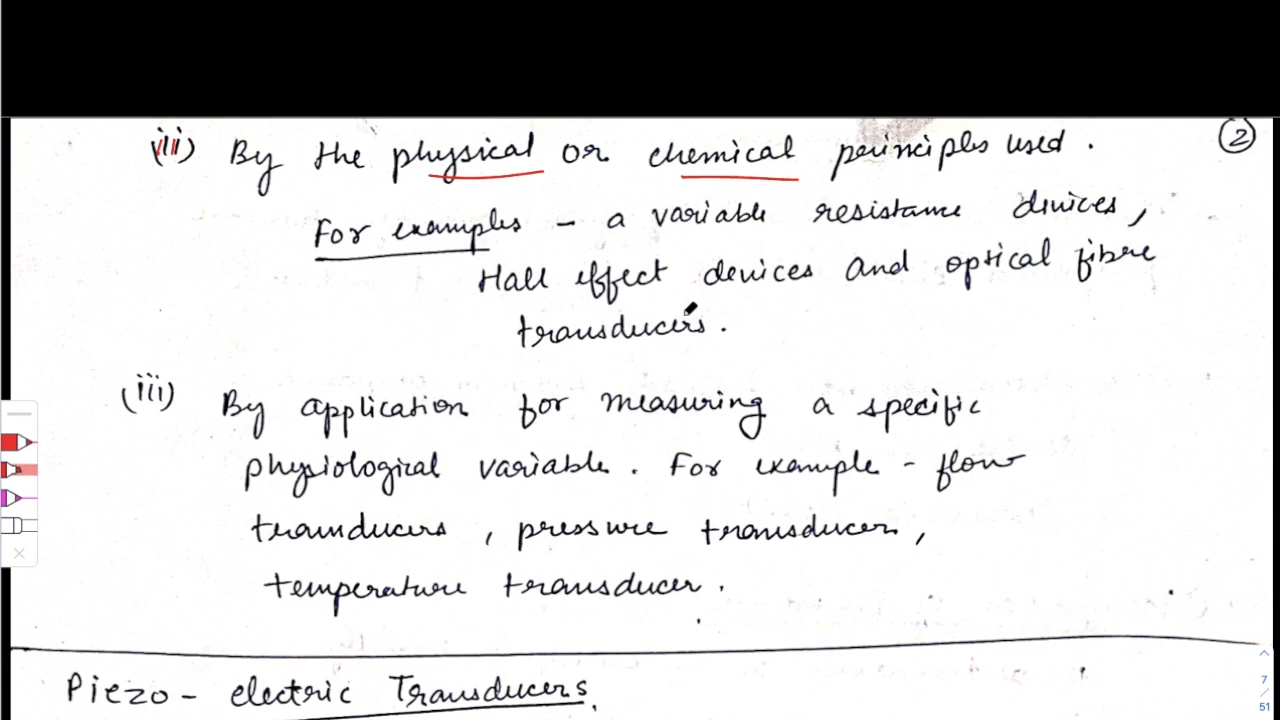 (ii) By the physical or chemical principles used. ②
For examples – a variable resistance devices,
Hall effect devices and optical fibre
transducers.
(iii) By application for measuring a specific
physiological variable. For example – flow
transducers, pressure transducer,
temperature transducer.
Piezo – electric Transducers.
7
/
51